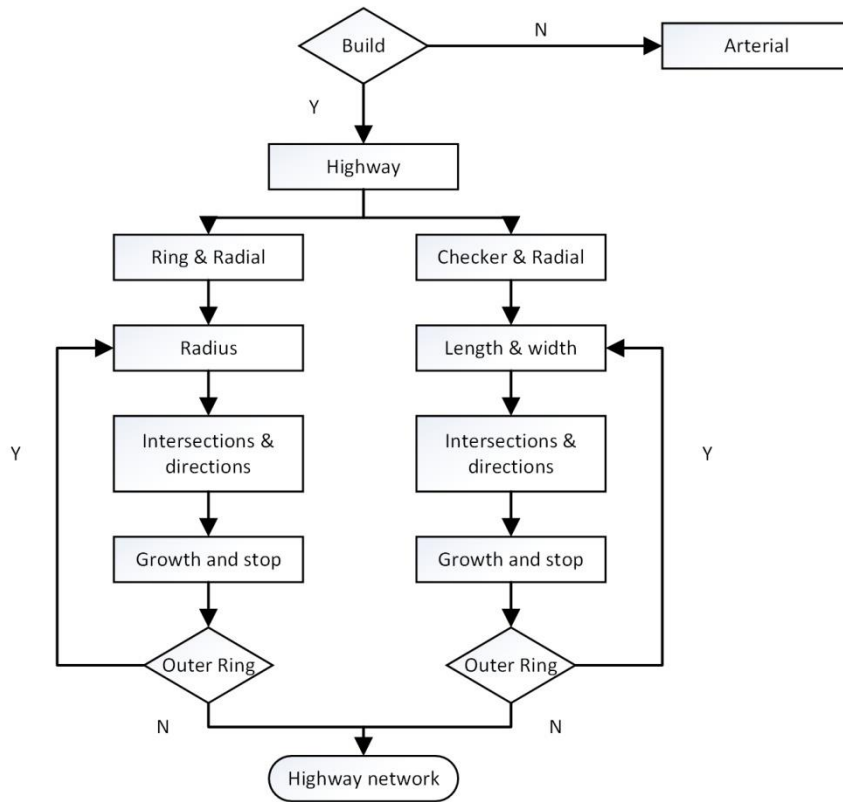 Build
N
Arterial
Y
Highway
Ring & Radial
Checker & Radial
Radius
Length & width
Intersections &
directions
Intersections &
directions
Y
Y
Growth and stop
Growth and stop
Outer Ring
Outer Ring
N
N
Highway network